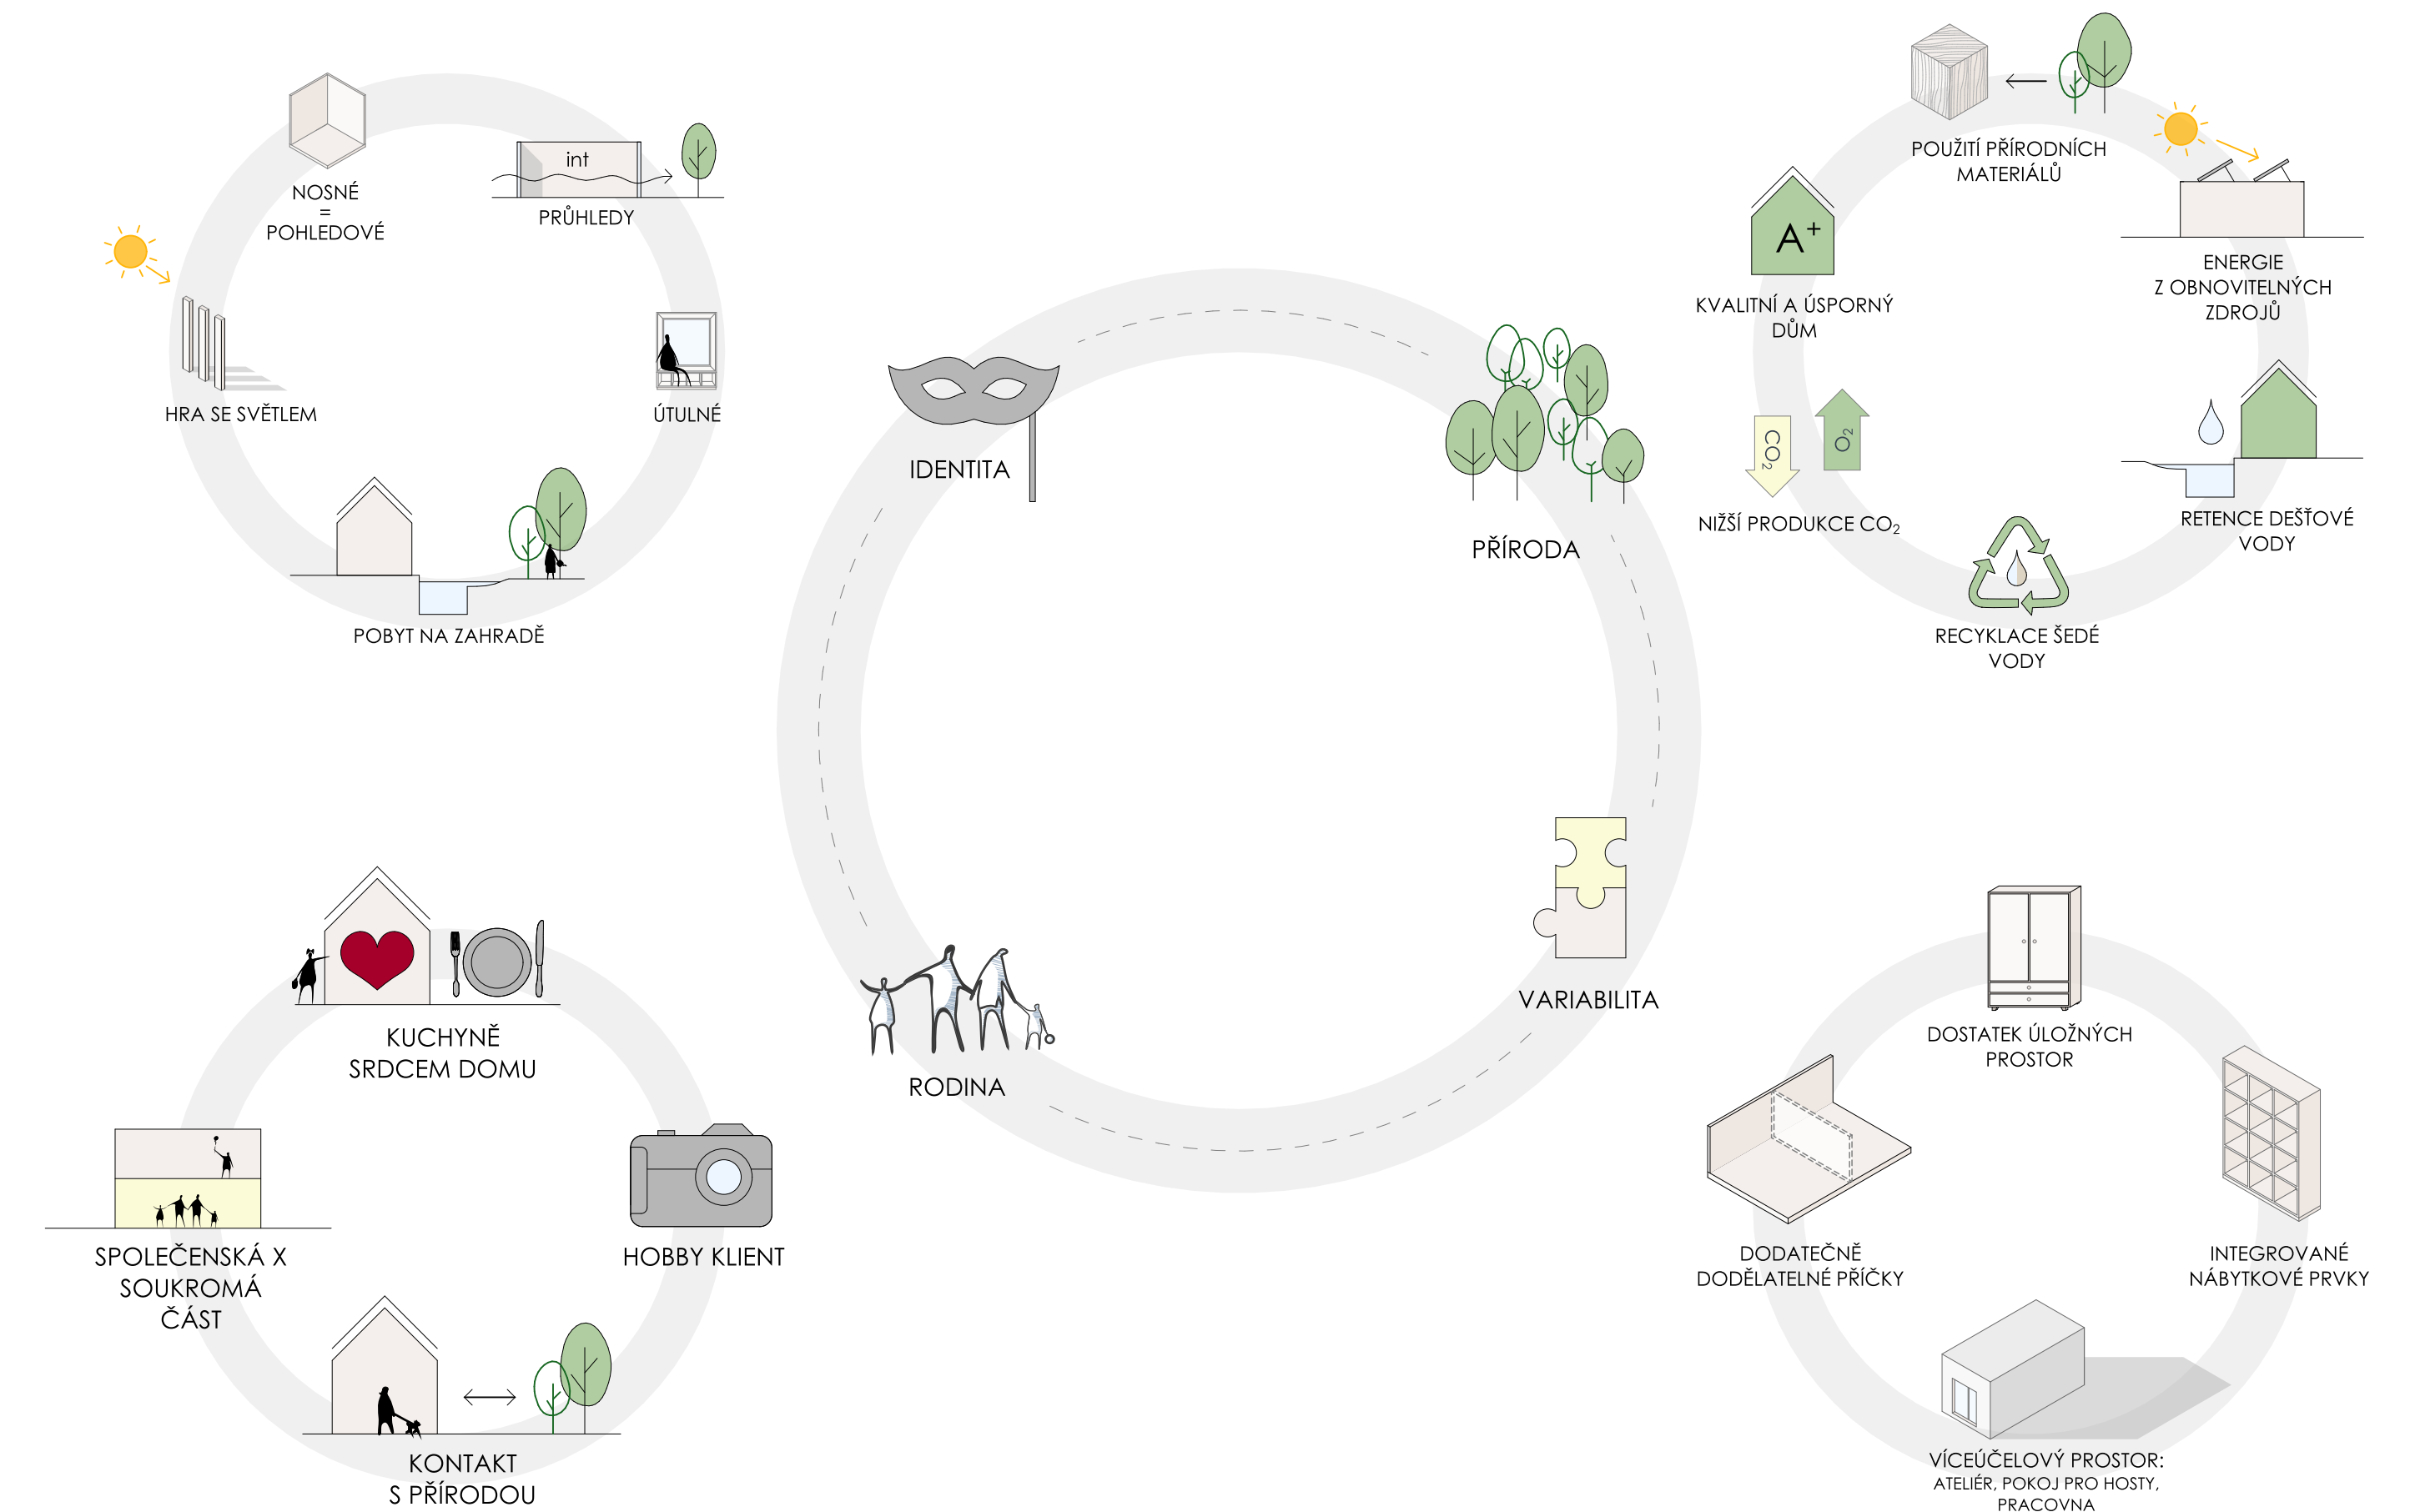 NOSNÉ
=
POHLEDOVÉ
int
PRŮHLEDY
HRA SE SVĚTLEM
ÚTULNÉ
POBYT NA ZAHRADĚ
IDENTITA
PŘÍRODA
VARIABILITA
RODINA
POUŽITÍ PŘÍRODNÍCH
MATERIÁLŮ
A+
KVALITNÍ A ÚSPORNÝ
DŮM
ENERGIE
Z OBNOVITELNÝCH
ZDROJŮ
CO₂
O₂
NIŽŠÍ PRODUKCE CO₂
RETENCE DEŠŤOVÉ
VODY
RECYKLACE ŠEDÉ
VODY
KUCHYNĚ
SRDCEM DOMU
SPOLEČENSKÁ X
SOUKROMÁ
ČÁST
HOBBY KLIENT
KONTAKT
S PŘÍRODOU
DOSTATEK ÚLOŽNÝCH
PROSTOR
DODATEČNĚ
DODĚLATELNÉ PŘÍČKY
INTEGROVANÉ
NÁBYTKOVÉ PRVKY
VÍCEÚČELOVÝ PROSTOR:
ATELIÉR, POKOJ PRO HOSTY,
PRACOVNA